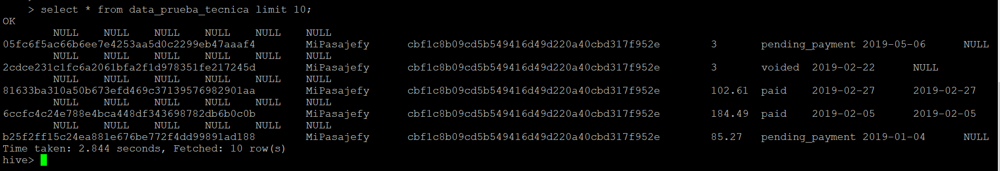 >
> select * from data_prueba_tecnica limit 10;
OK
NULL NULL NULL NULL NULL NULL
05fc6f5ac66b6ee7e4253aa5d0c2299eb47aaaf4 MiPasajefy cbf1c8b09cd5b549416d49d220a40cbd317f952e 3 pending_payment 2019-05-06 NULL
NULL NULL NULL NULL NULL NULL
2cdce231c1fc6a2061bfa2f1d978351fe217245d MiPasajefy cbf1c8b09cd5b549416d49d220a40cbd317f952e 3 voided 2019-02-22 NULL
NULL NULL NULL NULL NULL NULL
81633ba310a50b673efd469c37139576982901aa MiPasajefy cbf1c8b09cd5b549416d49d220a40cbd317f952e 102.61 paid 2019-02-27 2019-02-27
NULL NULL NULL NULL NULL NULL
6ccfc4c24e788e4bca448df343698782db6b0c0b MiPasajefy cbf1c8b09cd5b549416d49d220a40cbd317f952e 184.49 paid 2019-02-05 2019-02-05
NULL NULL NULL NULL NULL NULL
b25f2ff15c24ea881e676be772f4dd99891ad188 MiPasajefy cbf1c8b09cd5b549416d49d220a40cbd317f952e 85.27 pending_payment 2019-01-04 NULL
Time taken: 2.844 seconds, Fetched: 10 row(s)
hive>